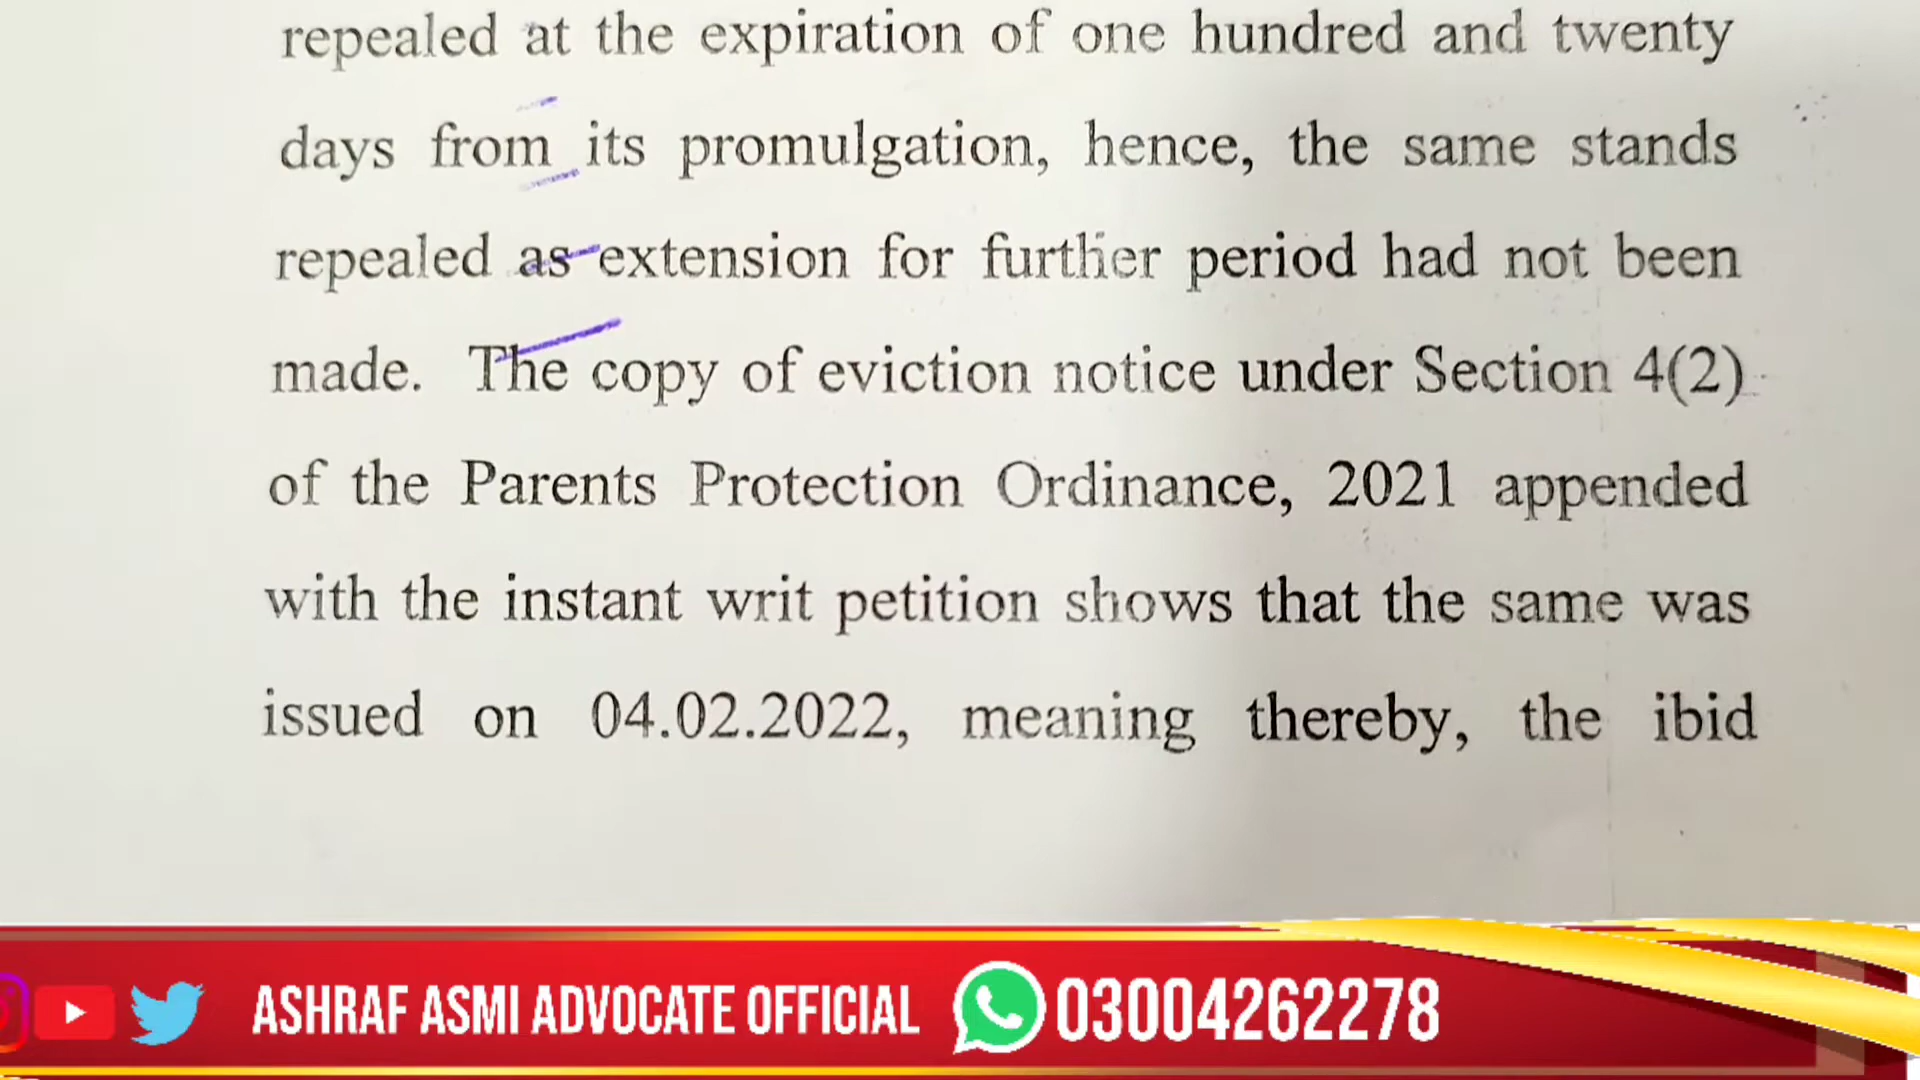 repealed at the expiration of one hundred and twenty
days from its promulgation, hence, the same stands
repealed as extension for further period had not been
made. The copy of eviction notice under Section 4(2)
of the Parents Protection Ordinance, 2021 appended
with the instant writ petition shows that the same was
issued on 04.02.2022, meaning thereby, the ibid
ASHRAF ASMI ADVOCATE OFFICIAL 03004262278